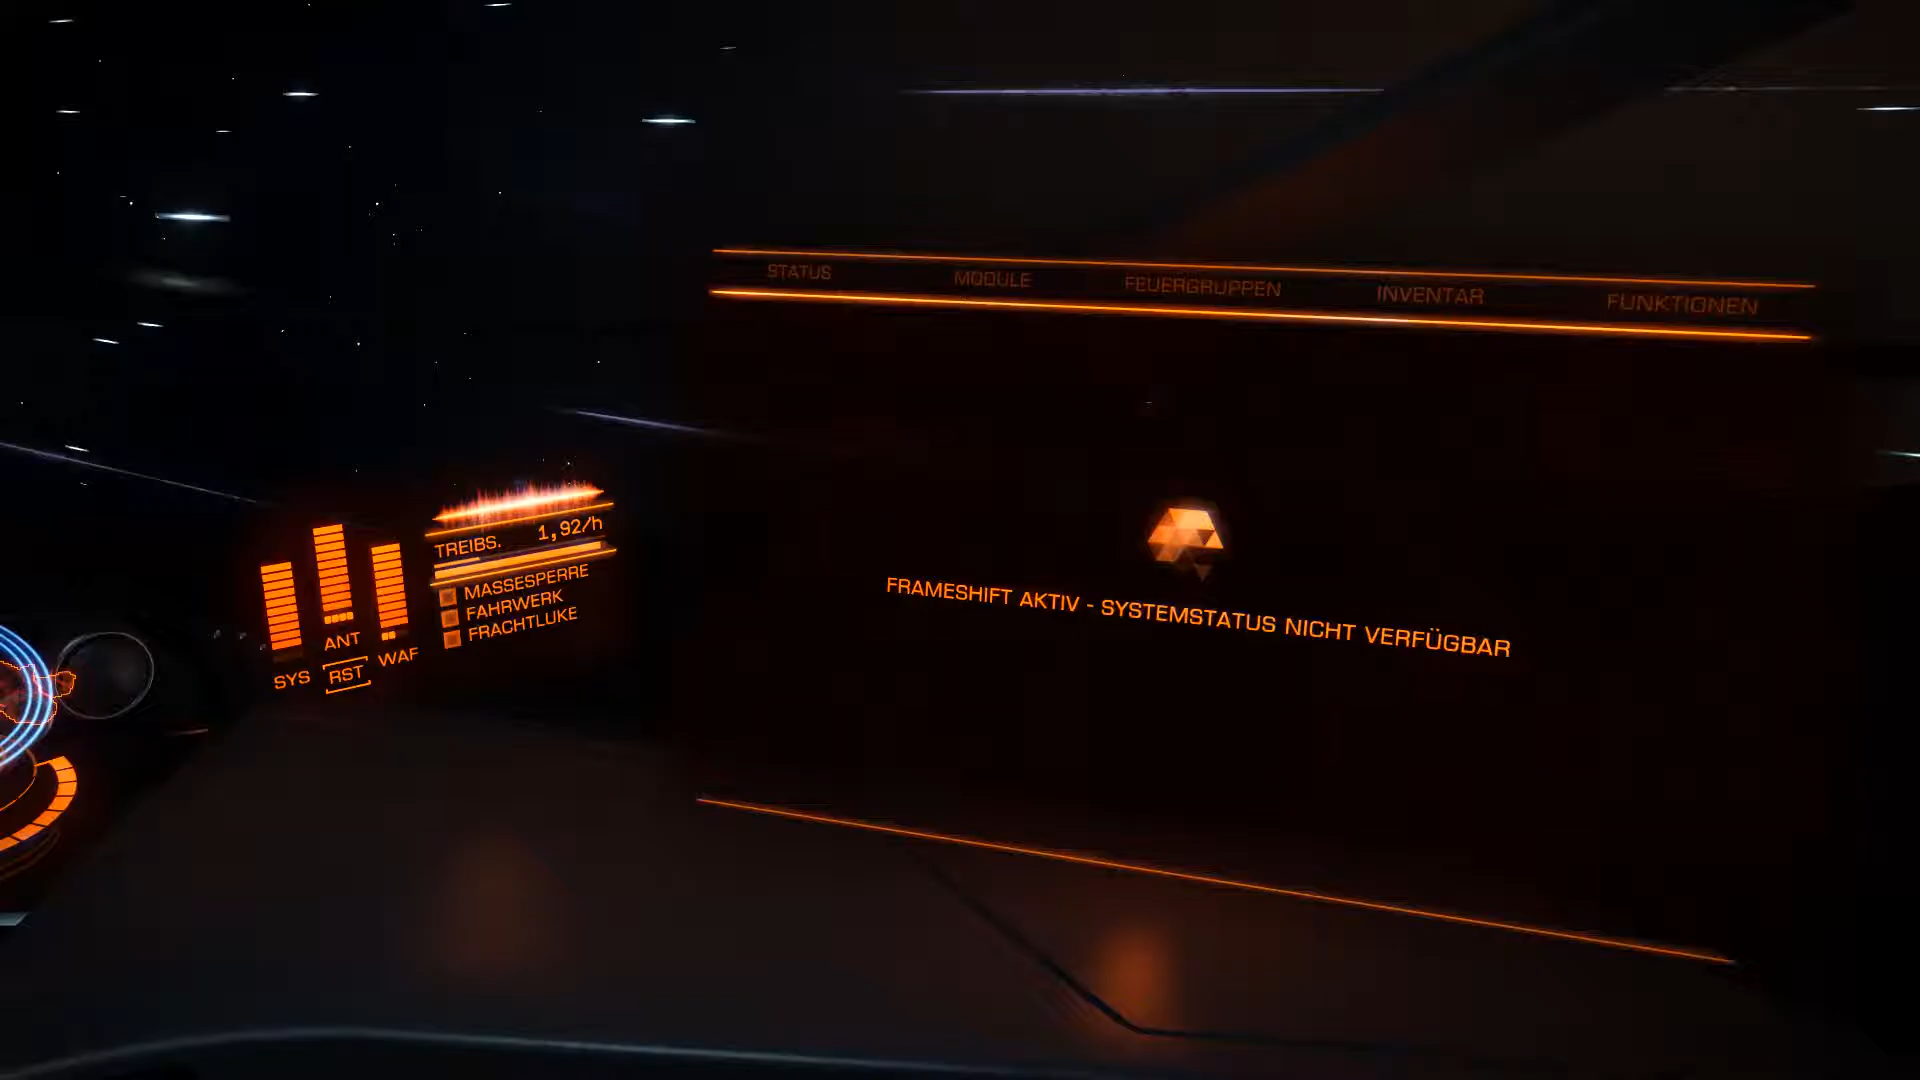 STATUS MODULE FEUERGRUPPEN INVENTAR FUNKTIONEN
TREIBS. 1,92/h
MASSESPERRE
FAHRWERK
FRACHTLUKE
SYS ANT WAF
RST
FRAMESHIFT AKTIV - SYSTEMSTATUS NICHT VERFÜGBAR